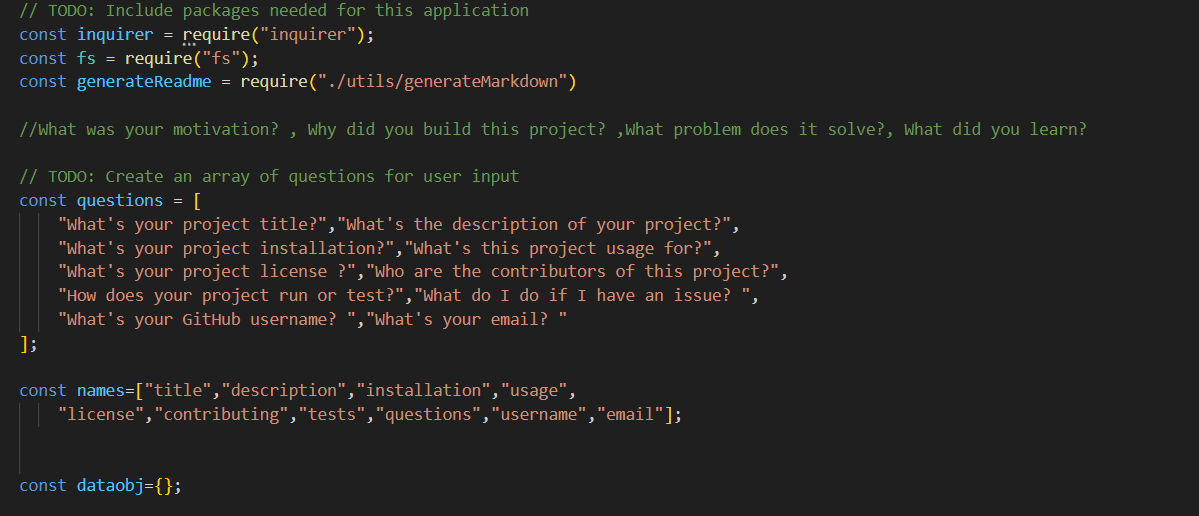 // TODO: Include packages needed for this application
const inquirer = require("inquirer");
const fs = require("fs");
const generateReadme = require("./utils/generateMarkdown")
//What was your motivation? , Why did you build this project? ,What problem does it solve?, What did you learn?
// TODO: Create an array of questions for user input
const questions = [
"What's your project title?","What's the description of your project?",
"What's your project installation?","What's this project usage for?",
"What's your project license ?","Who are the contributors of this project?",
"How does your project run or test?","What do I do if I have an issue? ",
"What's your GitHub username? ","What's your email? "
];
const names=["title","description","installation","usage",
"license","contributing","tests","questions","username","email"];
const dataobj={};